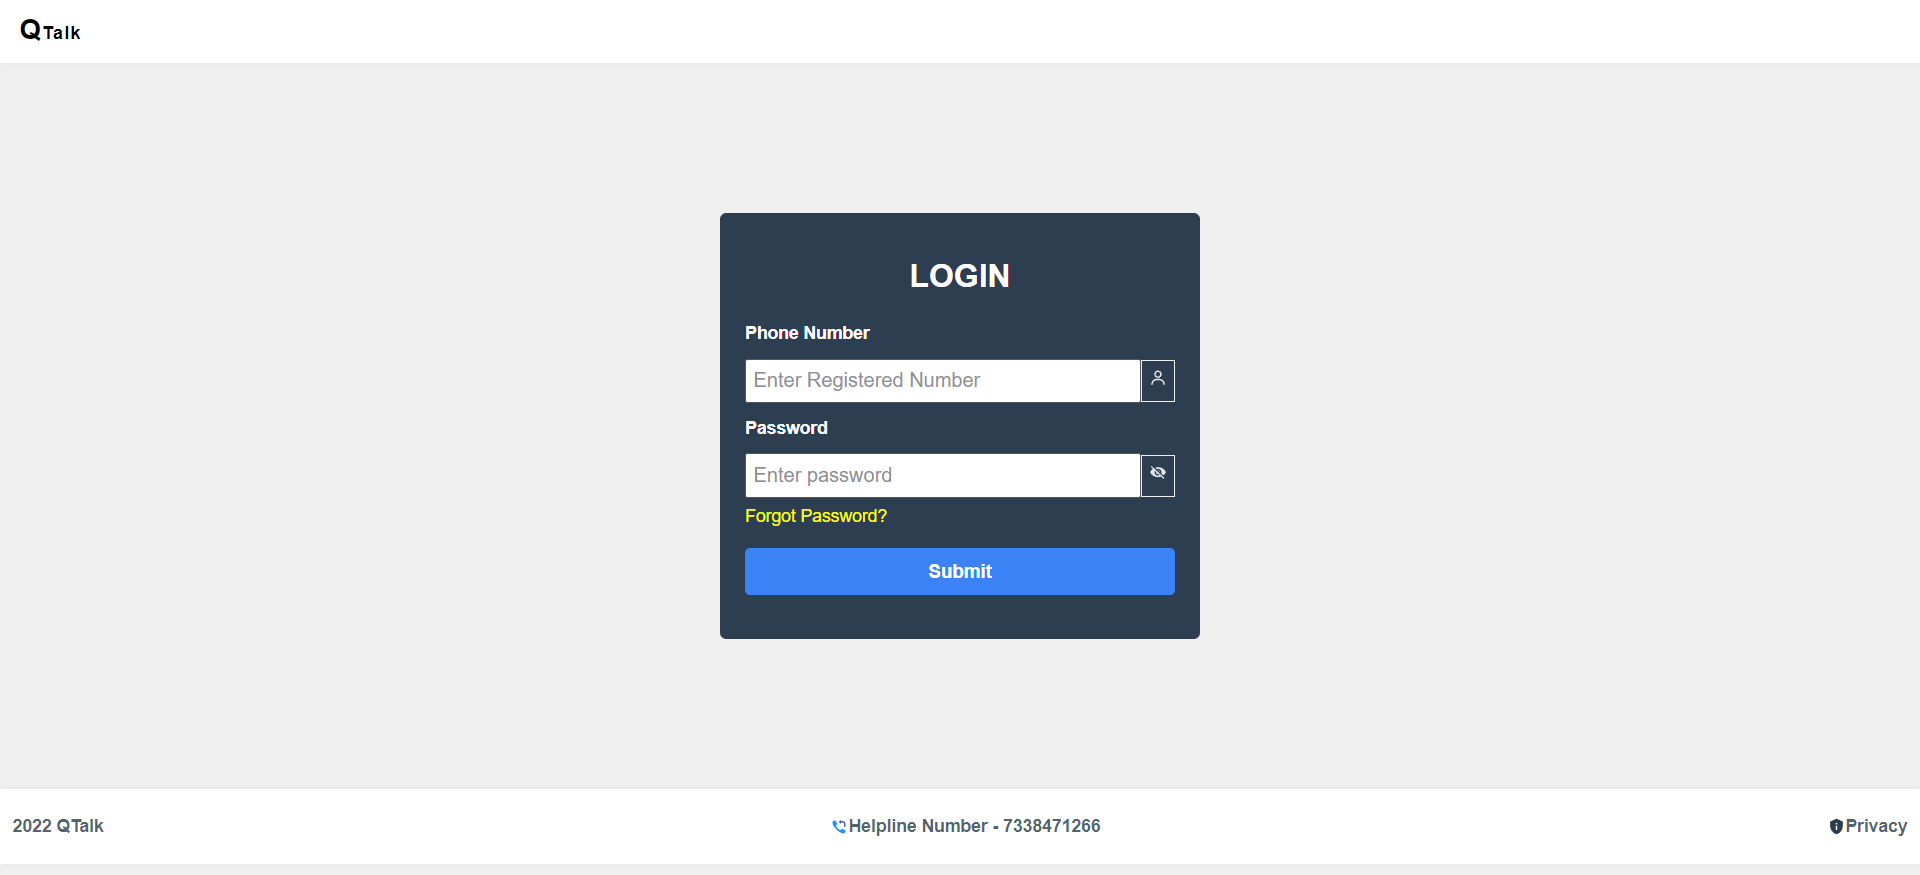 QTalk
LOGIN
Phone Number
Enter Registered Number
Password
Enter password
Forgot Password?
Submit
2022 QTalk
Helpline Number - 7338471266
Privacy